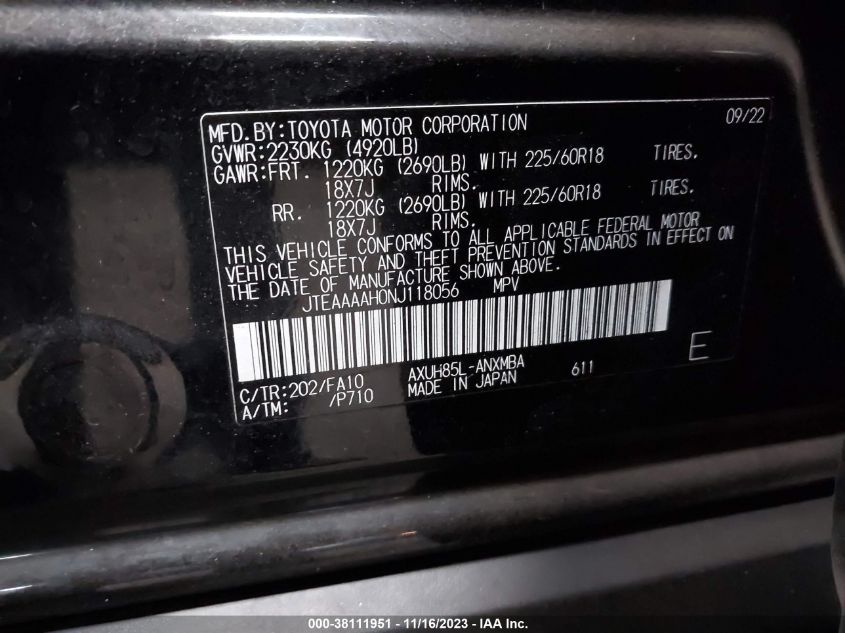 09/22
MFD.BY:TOYOTA MOTOR CORPORATION
GVWR:2230KG (4920LB)
GAWR:FRT. 1220KG (2690LB) WITH 225/60R18 TIRES.
18X7J RIMS.
RR. 1220KG (2690LB) WITH 225/60R18 TIRES.
18X7J RIMS.
THIS VEHICLE CONFORMS TO ALL APPLICABLE FEDERAL MOTOR
VEHICLE SAFETY AND THEFT PREVENTION STANDARDS IN EFFECT ON
THE DATE OF MANUFACTURE SHOWN ABOVE.
JTEAAAAH0NJ118056 MPV
E
C/TR:202/FA10 AXUH85L-ANXMBA 611
A/TM: /P710 MADE IN JAPAN
000-38111951 - 11/16/2023 - IAA Inc.